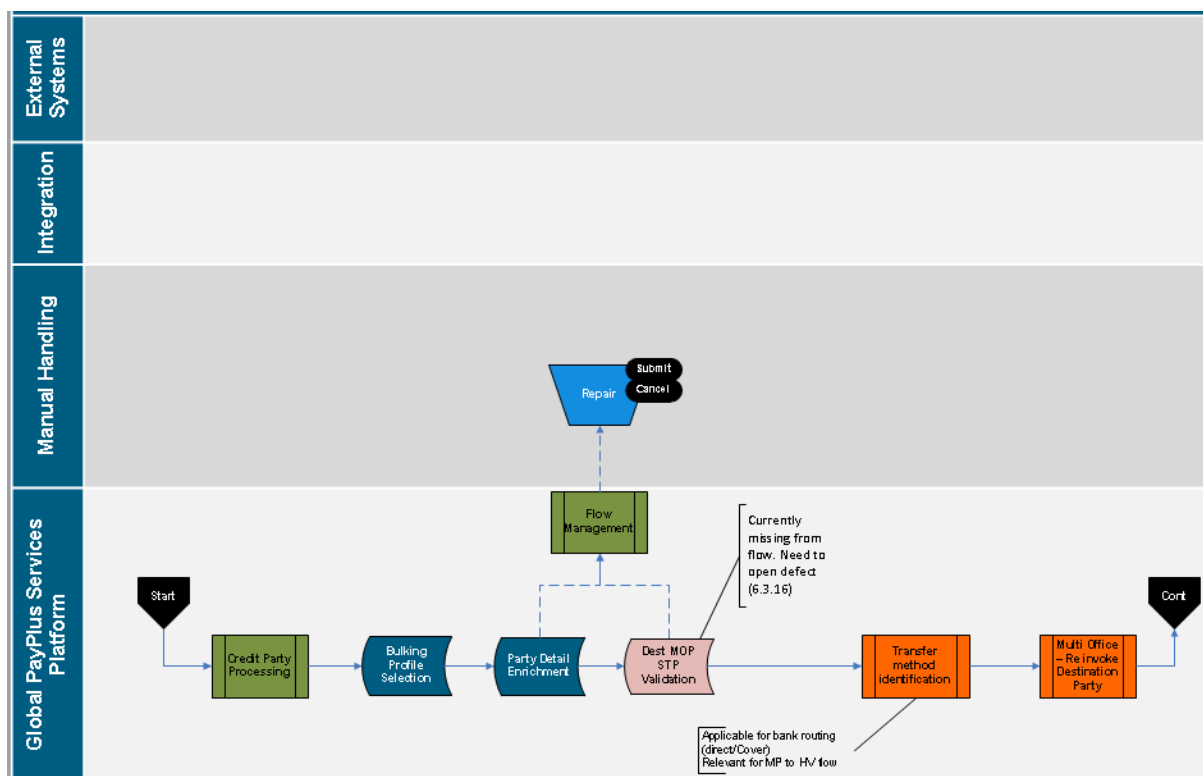 External
Systems
Integration
Manual Handling
Submit
Repair
Cancel
Global PayPlus Services
Platform
Flow
Management
Currently
missing from
flow. Need to
open defect
(6.3.16)
Start
Cont
Credit Party
Processing
Bulking
Profile
Selection
Party Detail
Enrichment
Dest MOP
STP
Validation
Transfer
method
identification
Multi Office
– Reinvoke
Destination
Party
Applicable for bank routing
(direct/Cover)
Relevant for MP to HV flow